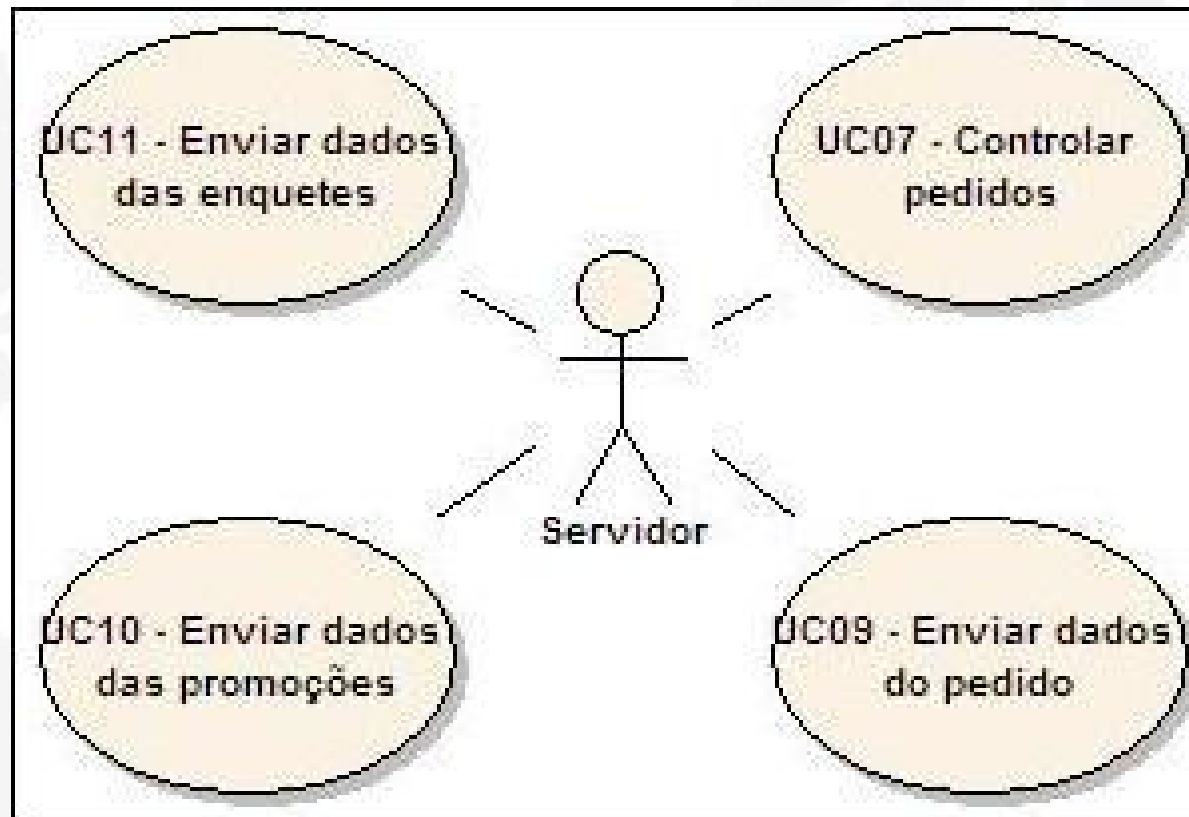 UC11 - Enviar dados
das enquetes
UC07 - Controlar
pedidos
Servidor
UC10 - Enviar dados
das promoções
UC09 - Enviar dados
do pedido